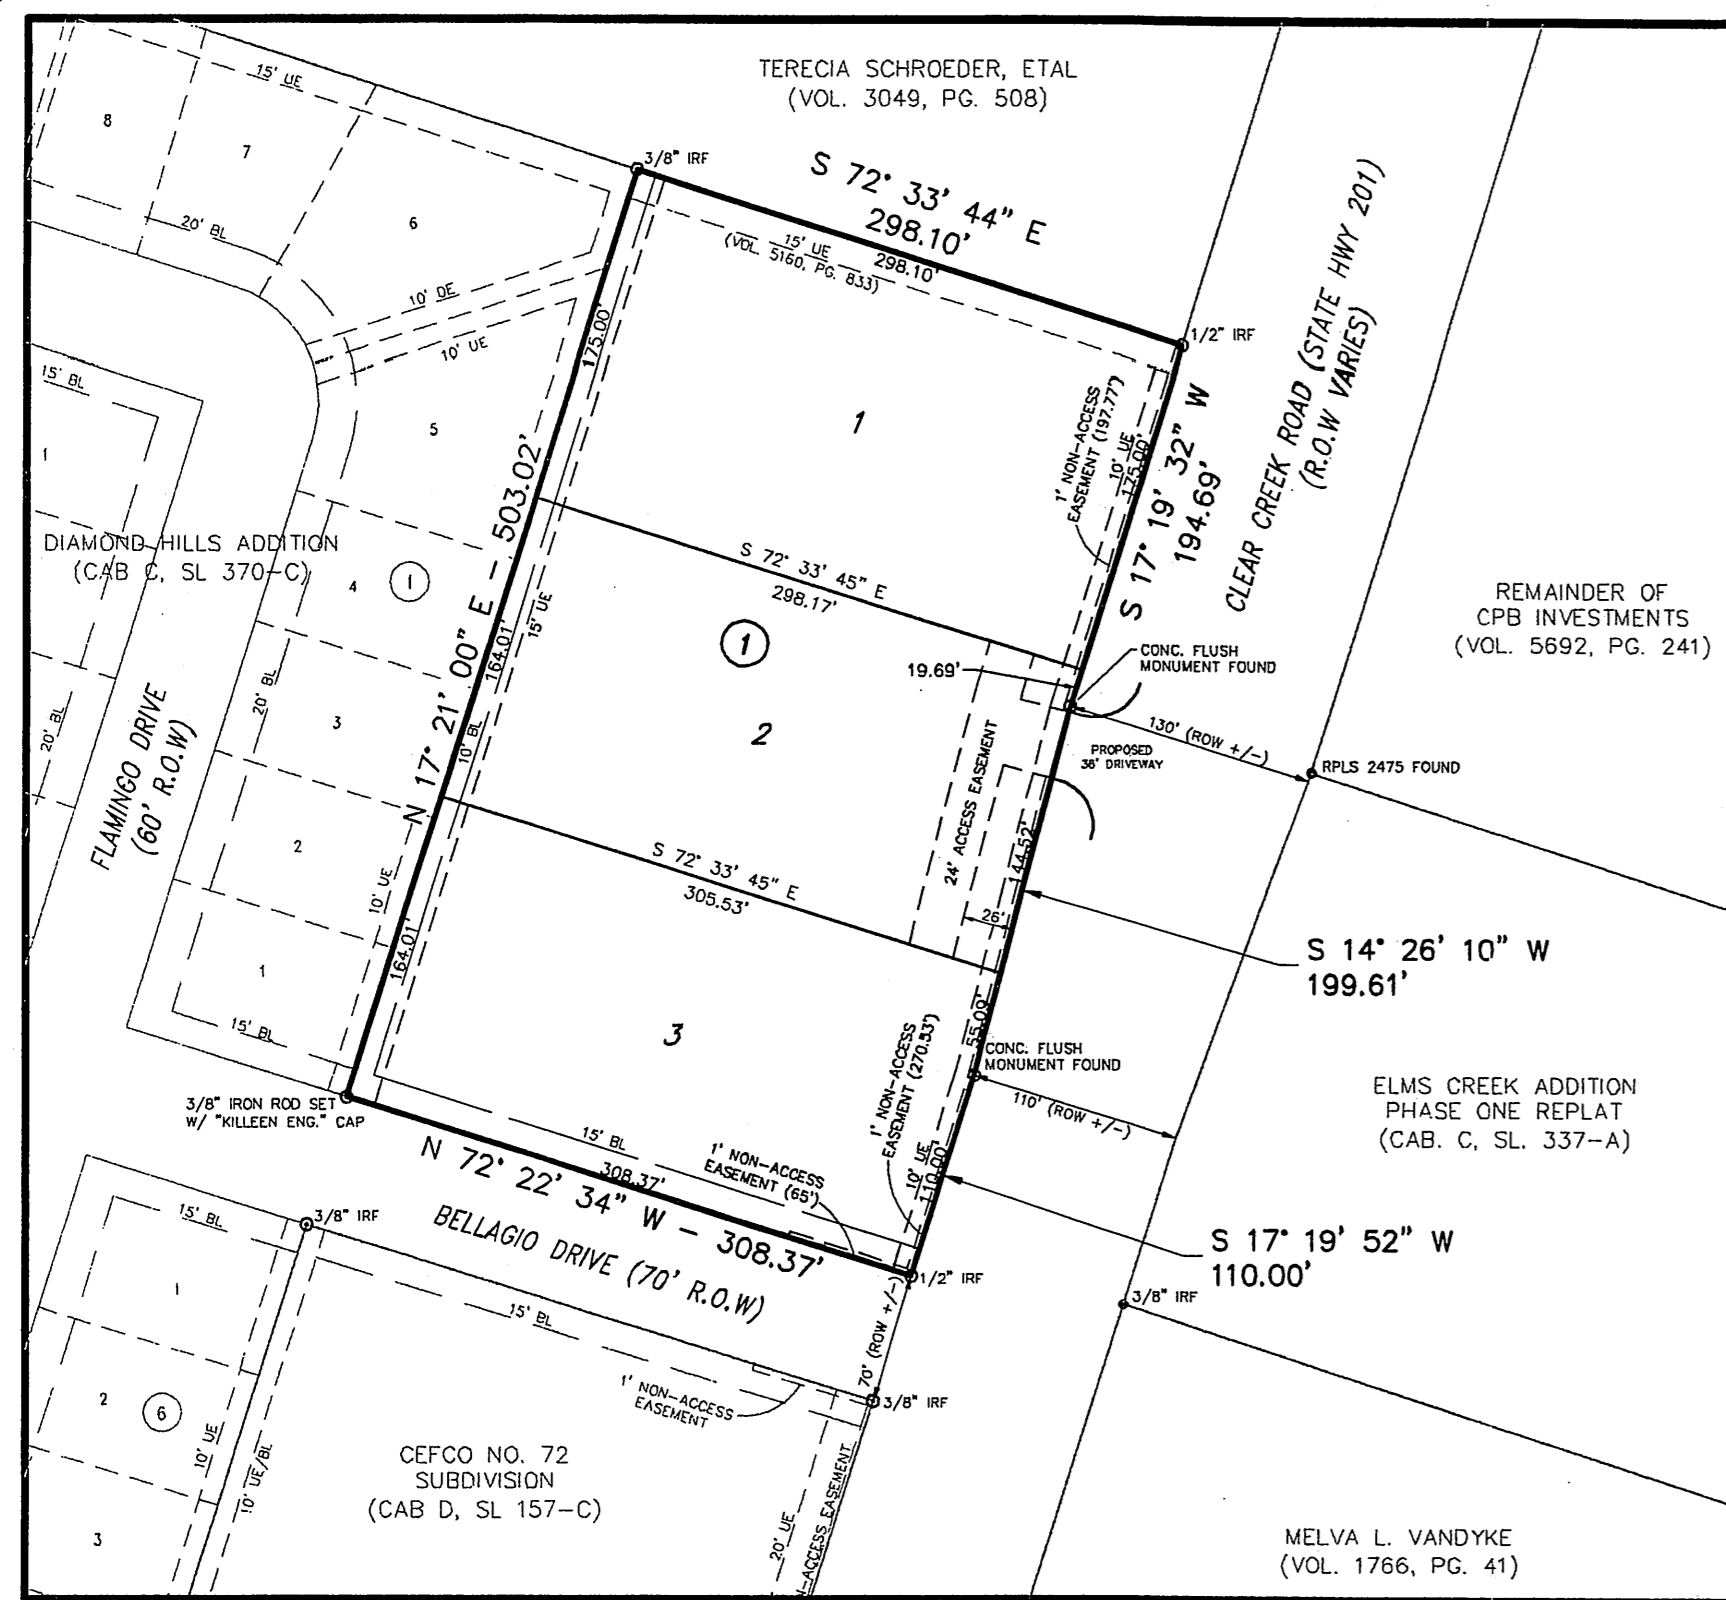 TERECIA SCHROEDER, ETAL
(VOL. 3049, PG. 508)
15' UE
8
7
6
20' BL
3/8" IRF
S 72° 33' 44" E
298.10'
15' UE
(VOL. 5160, PG. 833)
298.10'
1/2" IRF
CLEAR CREEK ROAD (STATE HWY 201)
(R.O.W VARIES)
10' DE
10' UE
175.00'
15' BL
1
5
1
1' NON-ACCESS
EASEMENT (197.77')
10' UE
175.00'
S 17° 19' 32" W
194.69'
N 17° 21' 00" E - 503.02'
DIAMOND HILLS ADDITION
(CAB C, SL 370-C)
4
1
S 72° 33' 45" E
298.17'
REMAINDER OF
CPB INVESTMENTS
(VOL. 5692, PG. 241)
15' UE
164.01'
1
19.69'
CONC. FLUSH
MONUMENT FOUND
FLAMINGO DRIVE
(60' R.O.W)
20' BL
20' BL
3
10' BL
2
24' ACCESS EASEMENT
PROPOSED
36' DRIVEWAY
130' (ROW +/-)
RPLS 2475 FOUND
2
S 72° 33' 45" E
305.53'
144.52'
26'
10' UE
164.01'
S 14° 26' 10" W
199.61'
1
15' BL
3
55.09'
CONC. FLUSH
MONUMENT FOUND
1' NON-ACCESS
EASEMENT (270.53')
110' (ROW +/-)
ELMS CREEK ADDITION
PHASE ONE REPLAT
(CAB. C, SL. 337-A)
3/8" IRON ROD SET
W/ "KILLEEN ENG." CAP
15' BL
1' NON-ACCESS
EASEMENT (65')
10' UE
110.00'
N 72° 22' 34" W - 308.37'
308.37'
BELLAGIO DRIVE (70' R.O.W)
S 17° 19' 52" W
110.00'
1/2" IRF
15' BL
3/8" IRF
3/8" IRF
1
15' BL
70' (ROW +/-)
3/8" IRF
1' NON-ACCESS
EASEMENT
2
6
10' UE
10' UE/BL
CEFCO NO. 72
SUBDIVISION
(CAB D, SL 157-C)
20' UE
N-ACCESS EASEMENT
3
MELVA L. VANDYKE
(VOL. 1766, PG. 41)